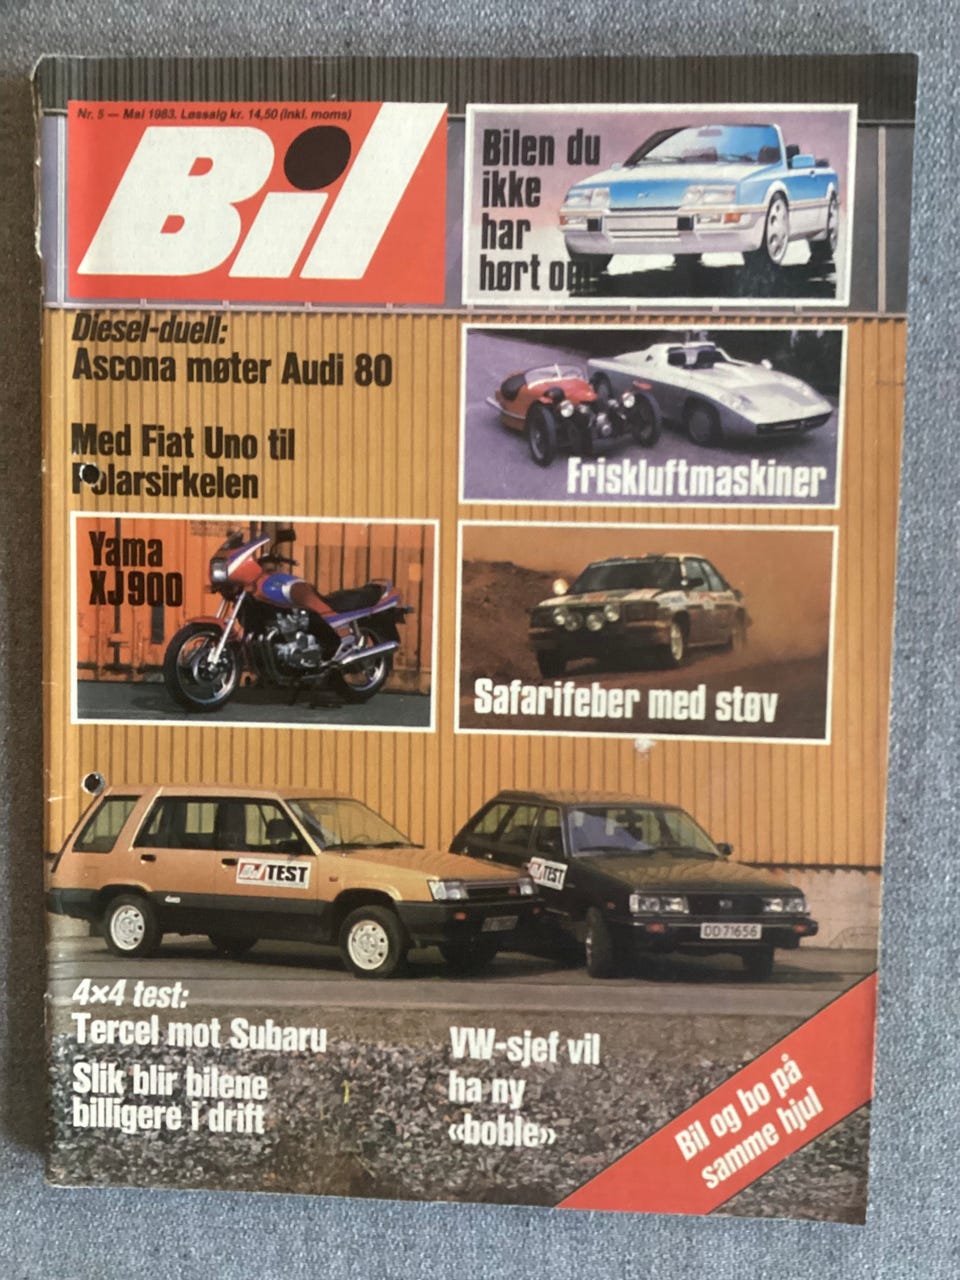 Nr. 5 — Mai 1983. Løssalg kr. 14,50 (inkl. moms)
Bil
Bilen du
ikke
har
hørt om
Diesel-duell:
Ascona møter Audi 80
Med Fiat Uno til
Polarsirkelen
Friskluftmaskiner
Yama
XJ900
Safarifeber med støv
Bil TEST
Bil TEST
DD71656
4×4 test:
Tercel mot Subaru
Slik blir bilene
billigere i drift
VW-sjef vil
ha ny
«boble»
Bil og bo på
samme hjul